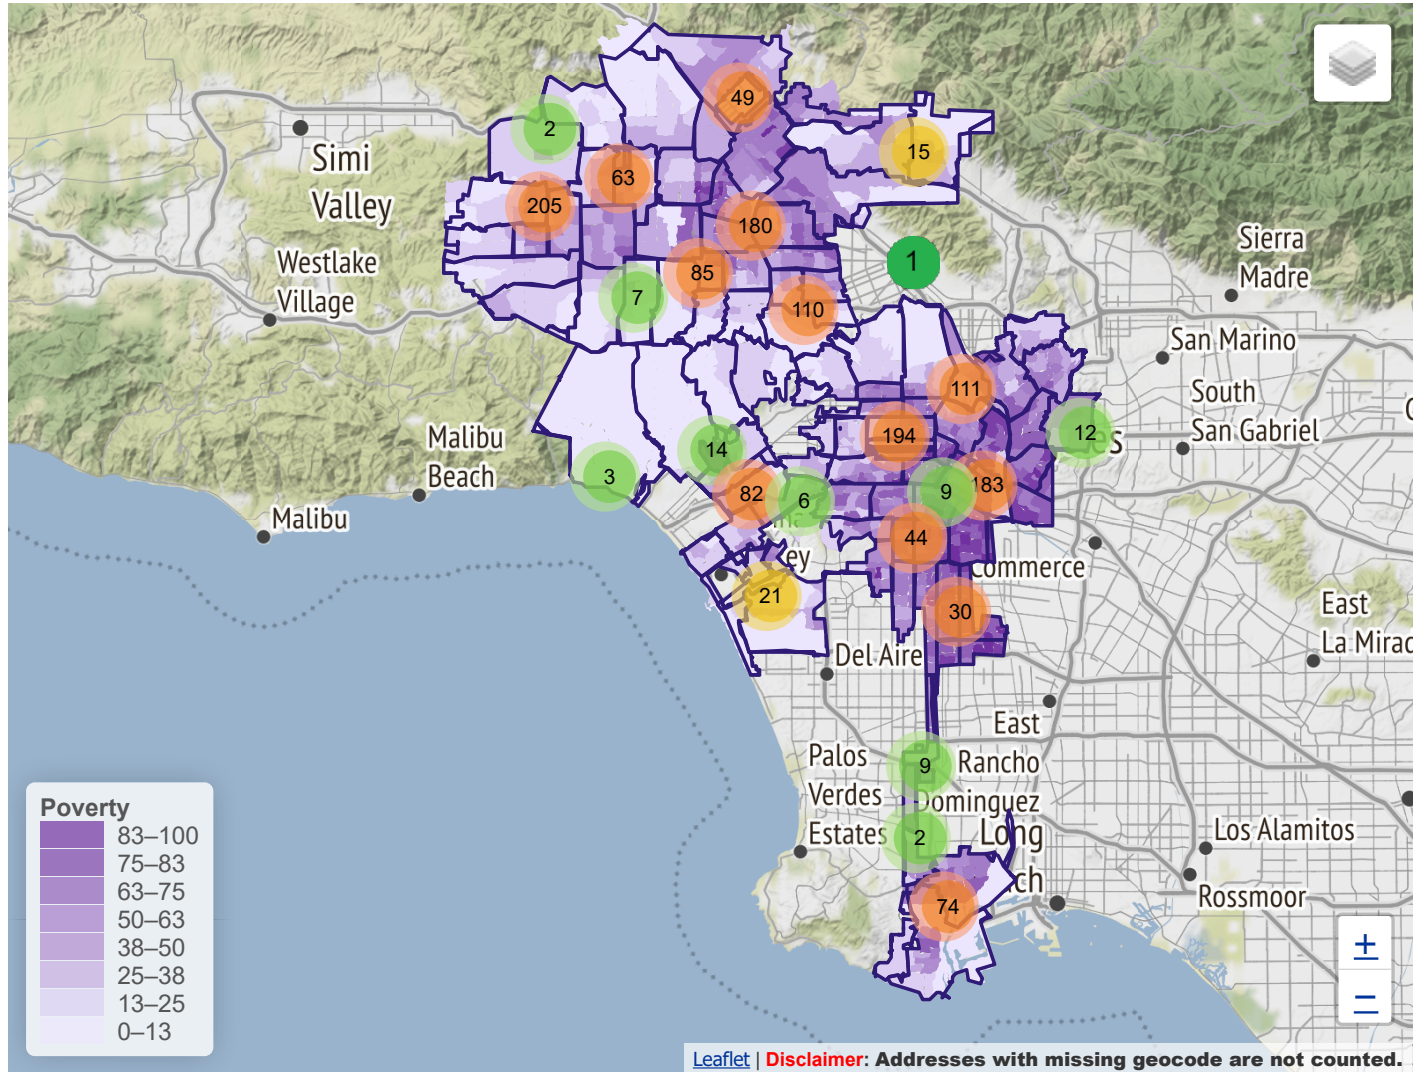 49
2
15
63
Simi
Valley
205
180
Sierra
Madre
Westlake
Village
1
85
7
110
San Marino
111
South
San Gabriel
12
es
194
Malibu
Beach
14
3
82
6
9
183
Malibu
44
ey
Commerce
21
30
East
La Mirad
Del Aire
East
Rancho
Dominguez
9
Palos
Verdes
Estates
2
Long
ch
Los Alamitos
Rossmoor
74
Poverty
83–100
75–83
63–75
50–63
38–50
25–38
13–25
0–13
+
−
Leaflet | Disclaimer: Addresses with missing geocode are not counted.